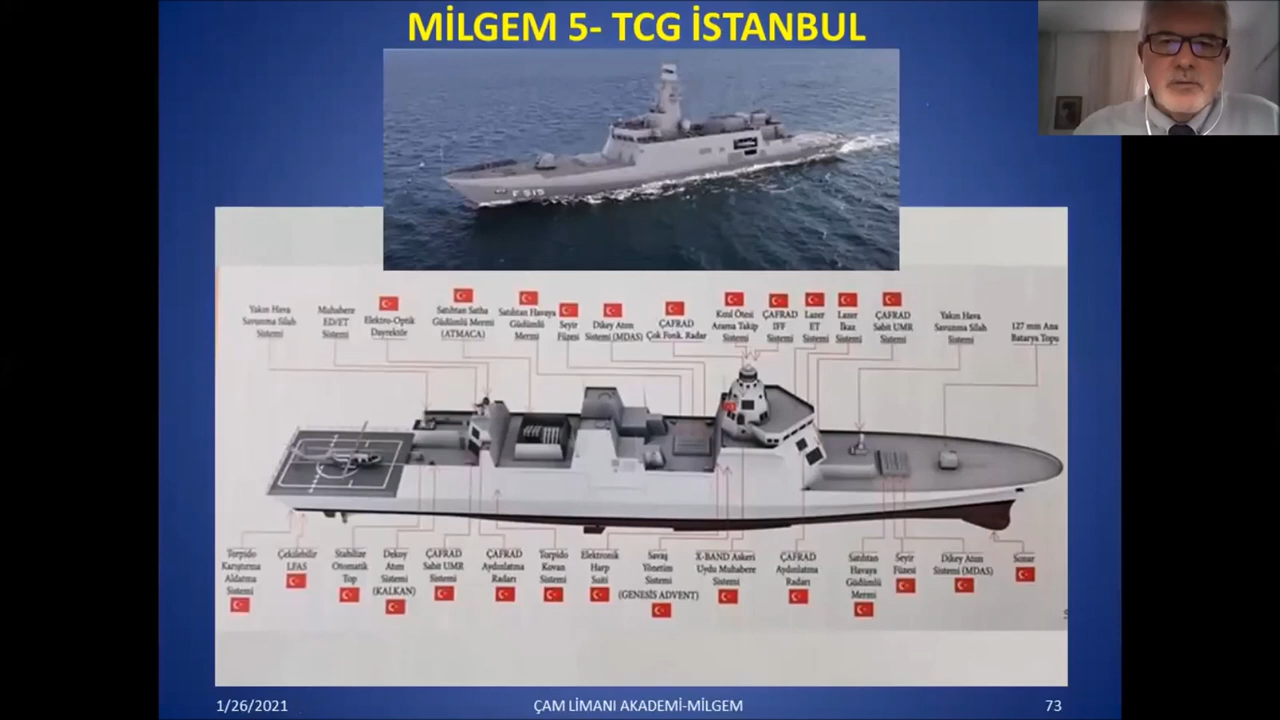 MİLGEM 5- TCG İSTANBUL
F 515
Yakın Hava
Savunma Silah
Sistemi
Muhabere
ED/ET
Sistemi
Elektro-Optik
Dayrektör
Satıhtan Satha
Güdümlü Mermi
(ATMACA)
Satıhtan Havaya
Güdümlü
Mermi
Seyir
Füzesi
Dikey Atım
Sistemi (MDAS)
ÇAFRAD
Çok Fonk. Radar
Kızıl Ötesi
Arama Takip
Sistemi
ÇAFRAD
IFF
Sistemi
Lazer
ET
Sistemi
Lazer
İkaz
Sistemi
ÇAFRAD
Sabit UMR
Sistemi
Yakın Hava
Savunma Silah
Sistemi
127 mm Ana
Batarya Topu
Torpido
Karıştırma
Aldatma
Sistemi
Çekilebilir
LFAS
Stabilize
Otomatik
Top
Dekoy
Atım
Sistemi
(KALKAN)
ÇAFRAD
Sabit UMR
Sistemi
ÇAFRAD
Aydınlatma
Radarı
Torpido
Kovan
Sistemi
Elektronik
Harp
Suiti
Savaş
Yönetim
Sistemi
(GENESİS ADVENT)
X-BAND Askeri
Uydu Muhabere
Sistemi
ÇAFRAD
Aydınlatma
Radarı
Satıhtan
Havaya
Güdümlü
Mermi
Seyir
Füzesi
Dikey Atım
Sistemi (MDAS)
Sonar
1/26/2021
ÇAM LİMANI AKADEMİ-MİLGEM
73